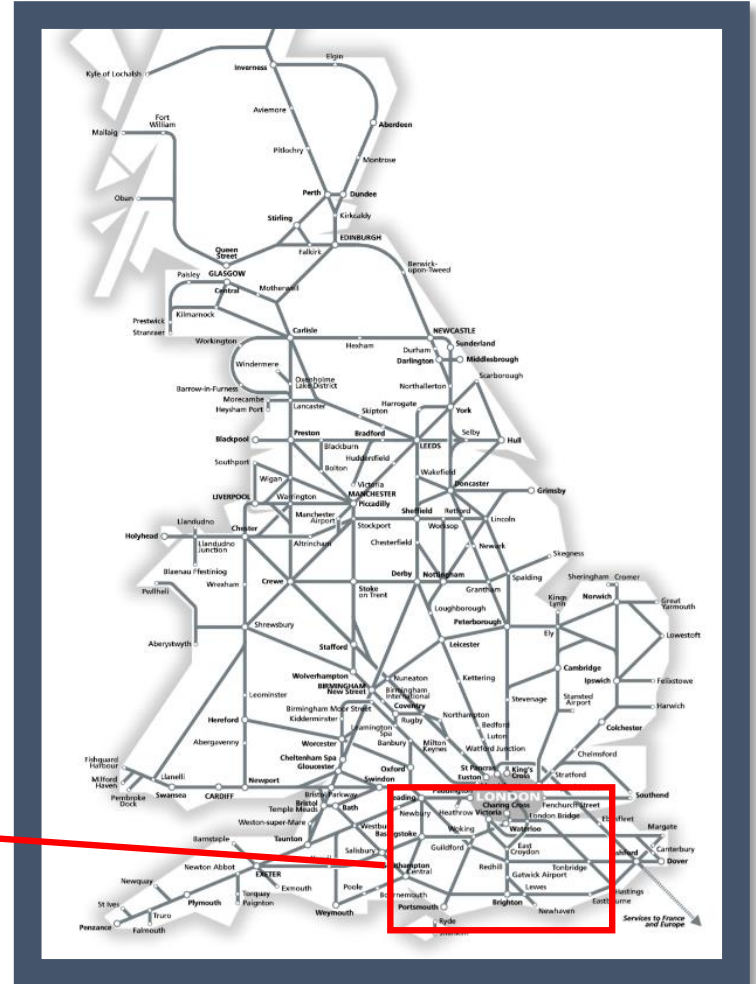 Elgin
Inverness
Kyle of Lochalsh
Aviemore
Fort
William
Mallaig
Aberdeen
Pitlochry
Montrose
Oban
Perth
Dundee
Stirling
Kirkcaldy
Queen
Street
Falkirk
EDINBURGH
Berwick-
upon-Tweed
Paisley
GLASGOW
Central
Motherwell
Prestwick
Kilmarnock
Stranraer
Carlisle
NEWCASTLE
Workington
Hexham
Sunderland
Durham
Darlington
Middlesbrough
Windermere
Scarborough
Oxenholme
Lake District
Barrow-in-Furness
Northallerton
Morecambe
Heysham Port
Lancaster
Harrogate
York
Skipton
Blackpool
Preston
Bradford
Blackburn
LEEDS
Selby
Hull
Southport
Huddersfield
Bolton
Wakefield
Wigan
Victoria
MANCHESTER
Piccadilly
Doncaster
Grimsby
LIVERPOOL
Warrington
Manchester
Airport
Stockport
Sheffield
Retford
Worksop
Lincoln
Llandudno
Holyhead
Chester
Llandudno
Junction
Altrincham
Chesterfield
Newark
Skegness
Blaenau Ffestiniog
Pwllheli
Wrexham
Crewe
Stoke
on Trent
Derby
Nottingham
Grantham
Spalding
Sheringham
Cromer
Kings
Lynn
Norwich
Great
Yarmouth
Loughborough
Peterborough
Shrewsbury
Aberystwyth
Stafford
Leicester
Ely
Lowestoft
Wolverhampton
BIRMINGHAM
New Street
Nuneaton
Birmingham
International
Kettering
Cambridge
Ipswich
Felixstowe
Leominster
Birmingham Moor Street
Kidderminster
Coventry
Rugby
Northampton
Stevenage
Stansted
Airport
Harwich
Hereford
Leamington
Spa
Bedford
Colchester
Abergavenny
Worcester
Banbury
Milton
Keynes
Luton
Watford Junction
Chelmsford
Fishguard
Harbour
Cheltenham Spa
Gloucester
Oxford
St Pancras
Euston
King's
Cross
Stratford
Milford
Haven
Llanelli
Pembroke
Dock
Swansea
CARDIFF
Newport
Swindon
Bristol Parkway
Paddington
LONDON
Southend
Bristol
Temple Meads
Bath
Reading
Newbury
Heathrow
Charing Cross
Victoria
Fenchurch Street
London Bridge
Ebbsfleet
Weston-super-Mare
Westbury
Basingstoke
Woking
Waterloo
Margate
Barnstaple
Taunton
Salisbury
Guildford
East
Croydon
Canterbury
Newton Abbot
EXETER
Central
Redhill
Gatwick Airport
Tonbridge
Ashford
Dover
Newquay
Exmouth
Poole
Bournemouth
Lewes
Hastings
Torquay
Paignton
Plymouth
Weymouth
Portsmouth
Brighton
Newhaven
Eastbourne
St Ives
Truro
Falmouth
Penzance
Ryde
Services to France
and Europe